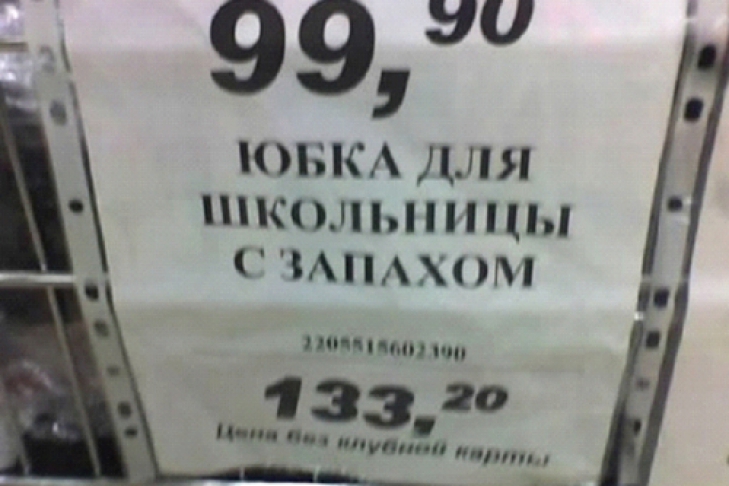 99,90
ЮБКА ДЛЯ
ШКОЛЬНИЦЫ
С ЗАПАХОМ
2205515602390
133,20
Цена без клубной карты